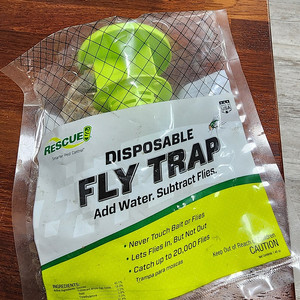 RESCUE!
DISPOSABLE
FLY TRAP
Add Water. Subtract Flies.
• Never Touch Bait or Flies
• Lets Flies In, But Not Out
• Catch up to 20,000 Flies
Trampa para moscas
Keep Out of Reach of Children
CAUTION
INGREDIENTS
USA